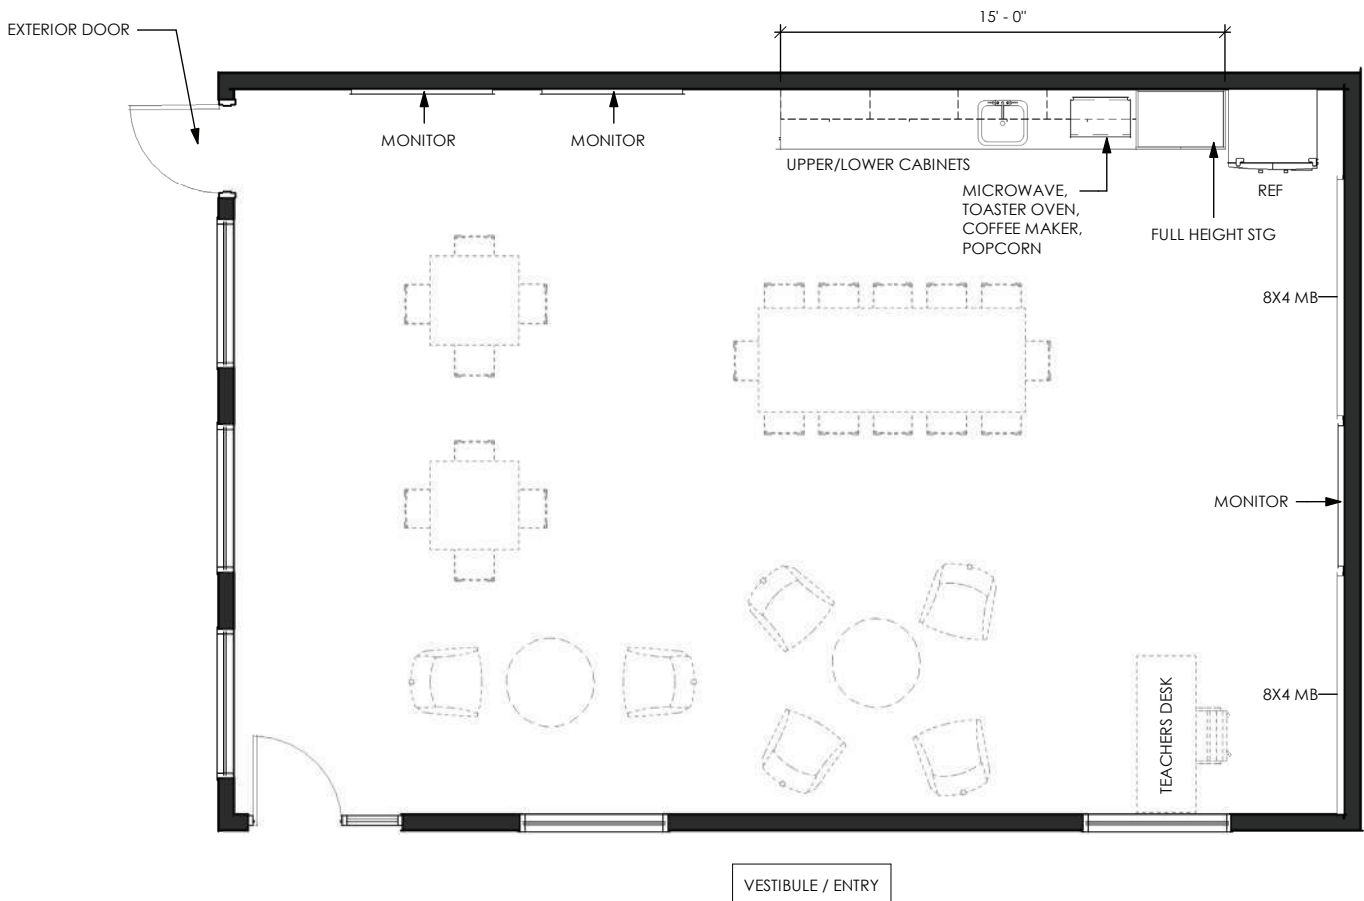 15' - 0"
EXTERIOR DOOR
MONITOR
MONITOR
UPPER/LOWER CABINETS
MICROWAVE,
TOASTER OVEN,
COFFEE MAKER,
POPCORN
REF
FULL HEIGHT STG
8X4 MB
MONITOR
8X4 MB
TEACHERS DESK
VESTIBULE / ENTRY